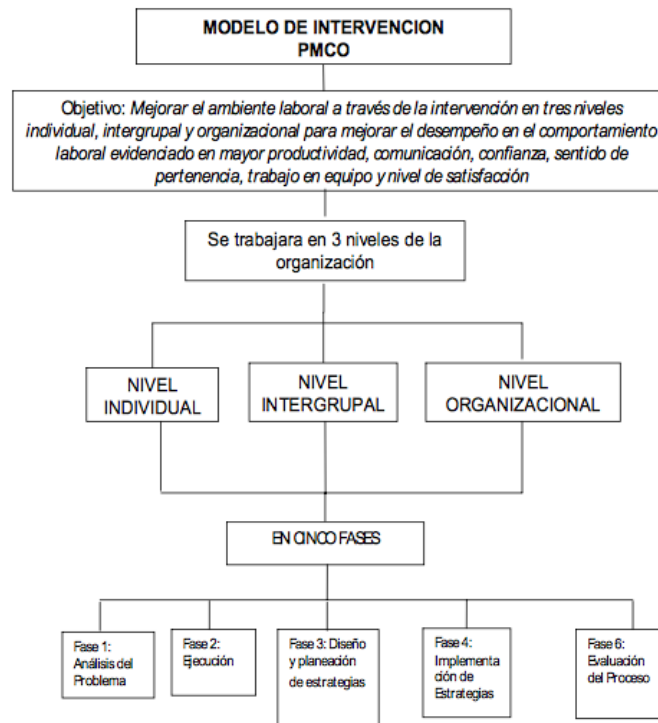 MODELO DE INTERVENCION
PMCO
Objetivo: Mejorar el ambiente laboral a través de la intervención en tres niveles
individual, intergrupal y organizacional para mejorar el desempeño en el comportamiento
laboral evidenciado en mayor productividad, comunicación, confianza, sentido de
pertenencia, trabajo en equipo y nivel de satisfacción
Se trabajara en 3 niveles de la
organización
NIVEL
INDIVIDUAL
NIVEL
INTERGRUPAL
NIVEL
ORGANIZACIONAL
EN CINCO FASES
Fase 1:
Análisis del
Problema
Fase 2:
Ejecución
Fase 3: Diseño
y planeación
de estrategias
Fase 4:
Implementa
ción de
Estrategias
Fase 6:
Evaluación
del Proceso